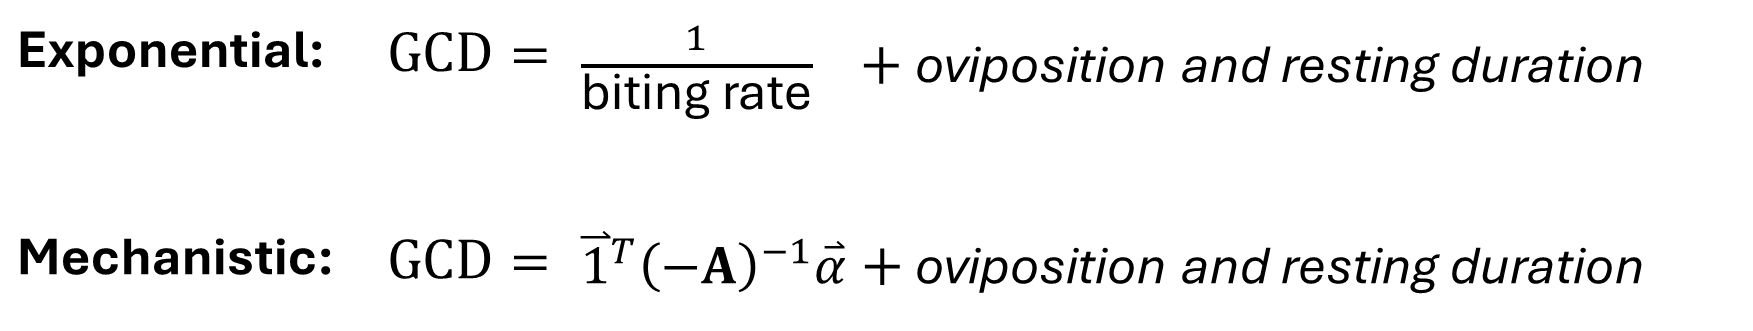 Exponential: GCD = 1/biting rate + oviposition and resting duration
Mechanistic: GCD = 1⃗ᵀ(−A)⁻¹α⃗ + oviposition and resting duration